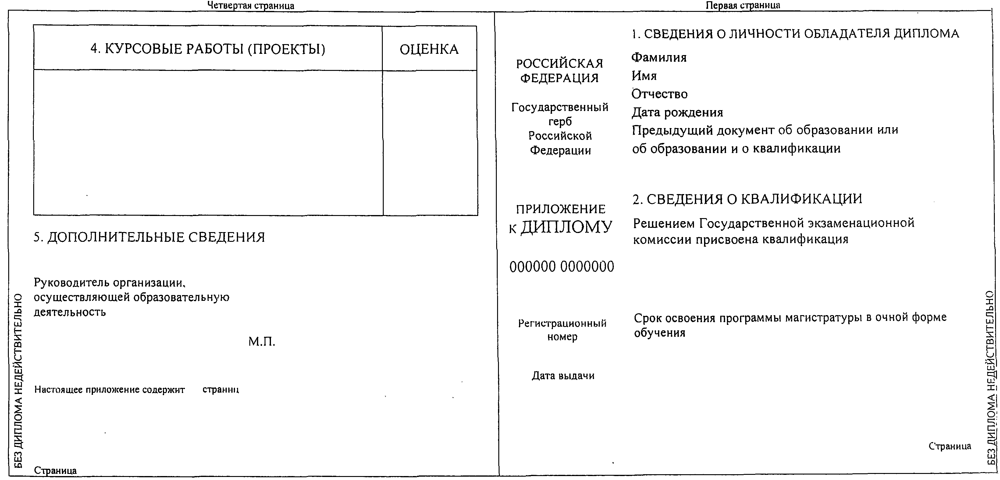 Четвертая страница
4. КУРСОВЫЕ РАБОТЫ (ПРОЕКТЫ)
ОЦЕНКА
5. ДОПОЛНИТЕЛЬНЫЕ СВЕДЕНИЯ
Руководитель организации,
осуществляющей образовательную
деятельность
М.П.
Настоящее приложение содержит страниц
Страница
БЕЗ ДИПЛОМА НЕДЕЙСТВИТЕЛЬНО
Первая страница
РОССИЙСКАЯ
ФЕДЕРАЦИЯ
Государственный
герб
Российской
Федерации
ПРИЛОЖЕНИЕ
к ДИПЛОМУ
000000 0000000
Регистрационный
номер
Дата выдачи
1. СВЕДЕНИЯ О ЛИЧНОСТИ ОБЛАДАТЕЛЯ ДИПЛОМА
Фамилия
Имя
Отчество
Дата рождения
Предыдущий документ об образовании или
об образовании и о квалификации
2. СВЕДЕНИЯ О КВАЛИФИКАЦИИ
Решением Государственной экзаменационной
комиссии присвоена квалификация
Срок освоения программы магистратуры в очной форме
обучения
Страница
БЕЗ ДИПЛОМА НЕДЕЙСТВИТЕЛЬНО